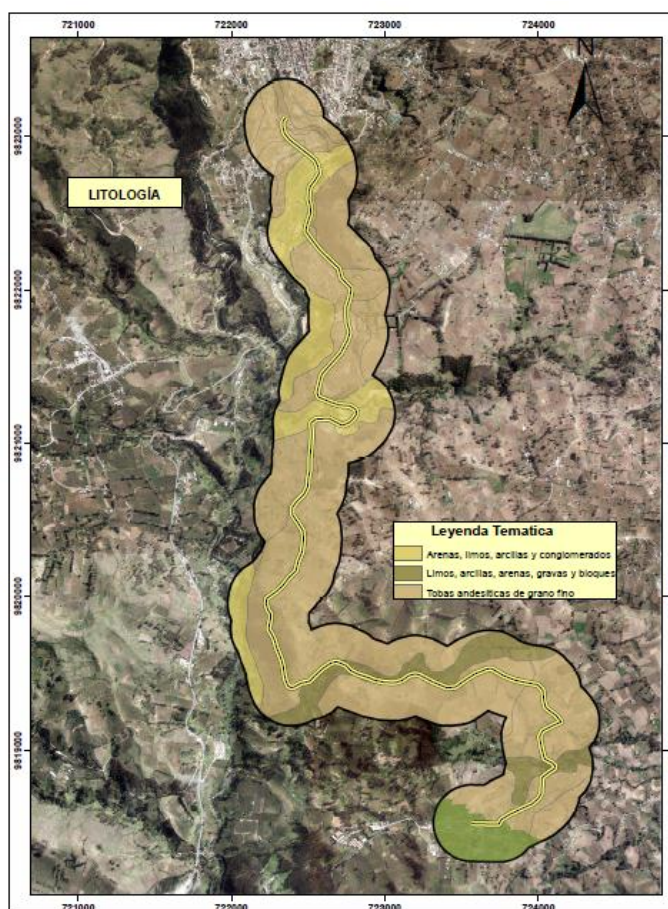 721000 722000 723000 724000
N
9823000
LITOLOGÍA
9822000
9821000
Leyenda Tematica
Arenas, limos, arcillas y conglomerados
Limos, arcillas, arenas, gravas y bloques
Tobas andesiticas de grano fino
9820000
9819000
721000 722000 723000 724000